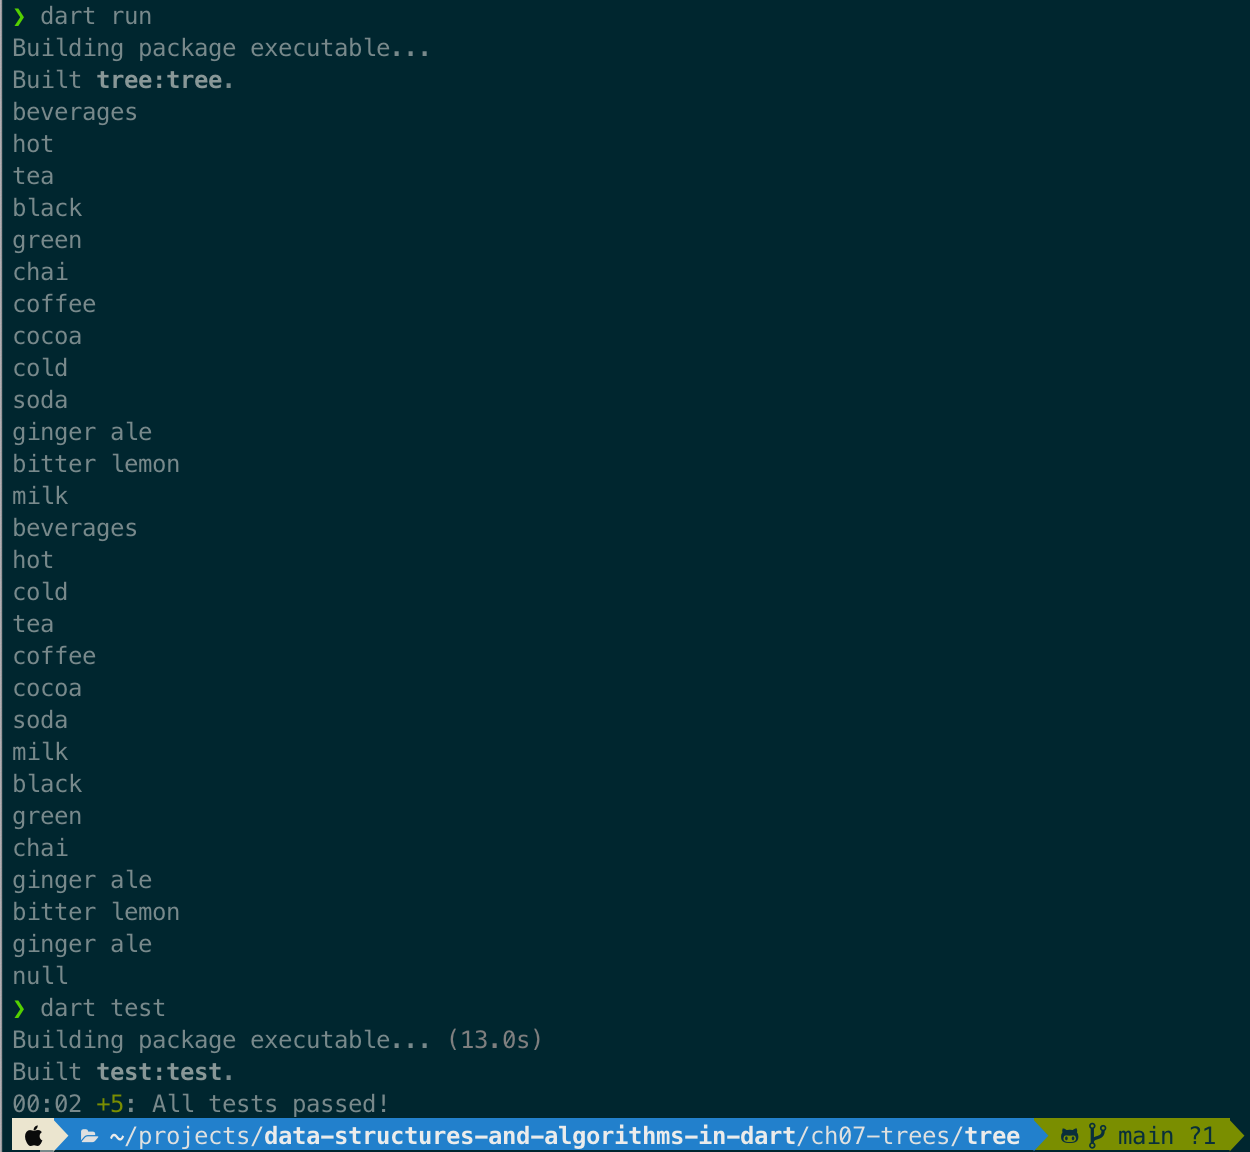 ❯ dart run
Building package executable...
Built tree:tree.
beverages
hot
tea
black
green
chai
coffee
cocoa
cold
soda
ginger ale
bitter lemon
milk
beverages
hot
cold
tea
coffee
cocoa
soda
milk
black
green
chai
ginger ale
bitter lemon
ginger ale
null
❯ dart test
Building package executable... (13.0s)
Built test:test.
00:02 +5: All tests passed!
~/projects/data-structures-and-algorithms-in-dart/ch07-trees/tree main ?1